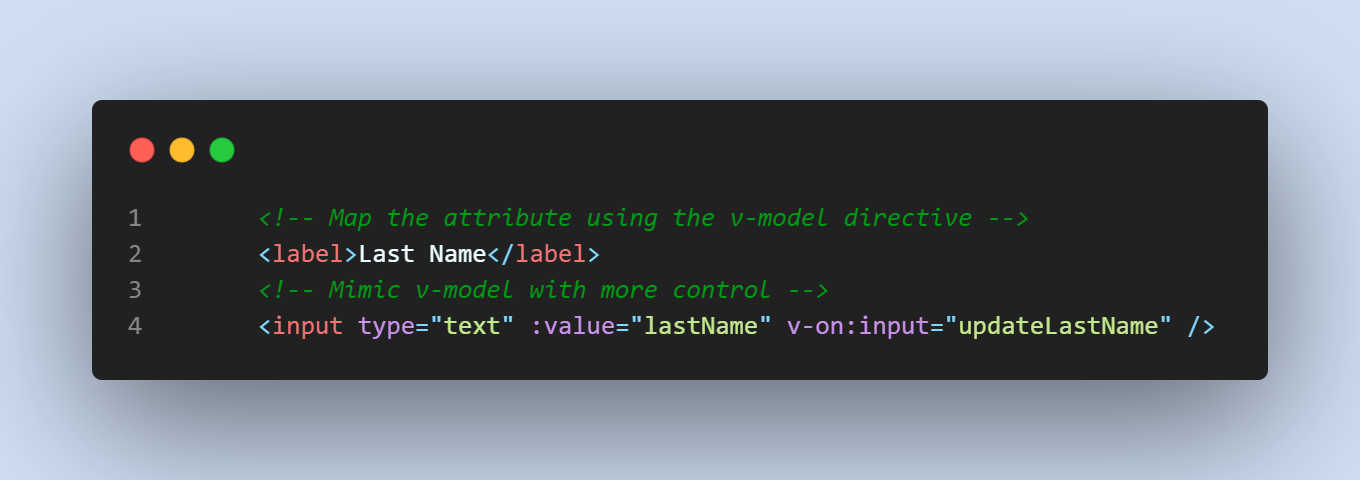 1 <!-- Map the attribute using the v-model directive -->
2 <label>Last Name</label>
3 <!-- Mimic v-model with more control -->
4 <input type="text" :value="lastName" v-on:input="updateLastName" />